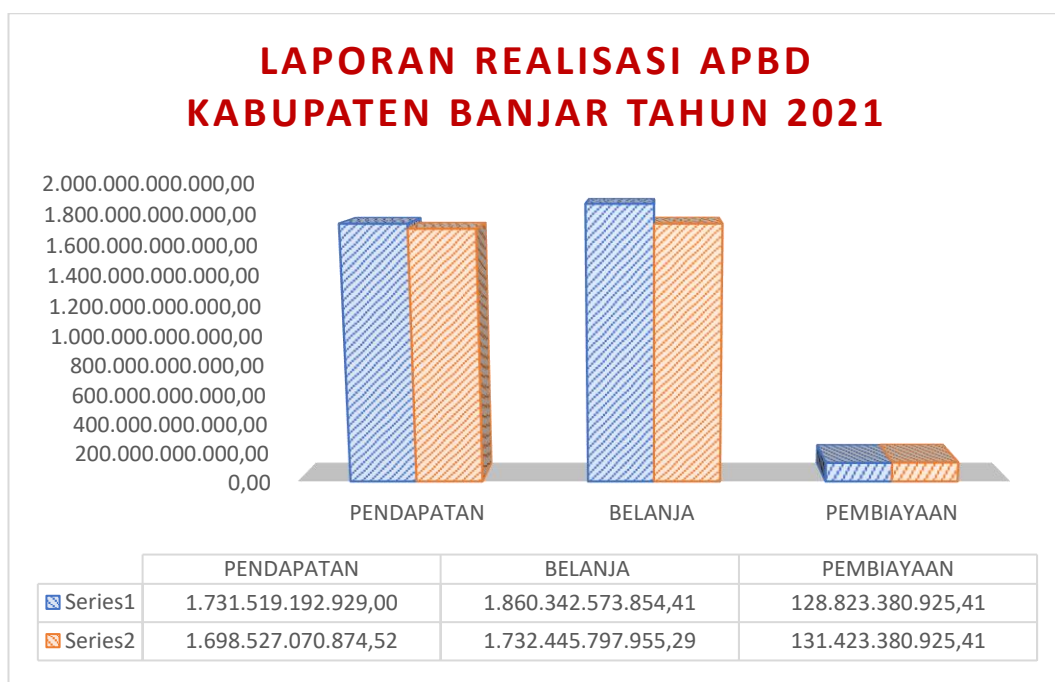 LAPORAN REALISASI APBD
KABUPATEN BANJAR TAHUN 2021
2.000.000.000.000,00
1.800.000.000.000,00
1.600.000.000.000,00
1.400.000.000.000,00
1.200.000.000.000,00
1.000.000.000.000,00
800.000.000.000,00
600.000.000.000,00
400.000.000.000,00
200.000.000.000,00
0,00
PENDAPATAN BELANJA PEMBIAYAAN
PENDAPATAN BELANJA PEMBIAYAAN
Series1 1.731.519.192.929,00 1.860.342.573.854,41 128.823.380.925,41
Series2 1.698.527.070.874,52 1.732.445.797.955,29 131.423.380.925,41